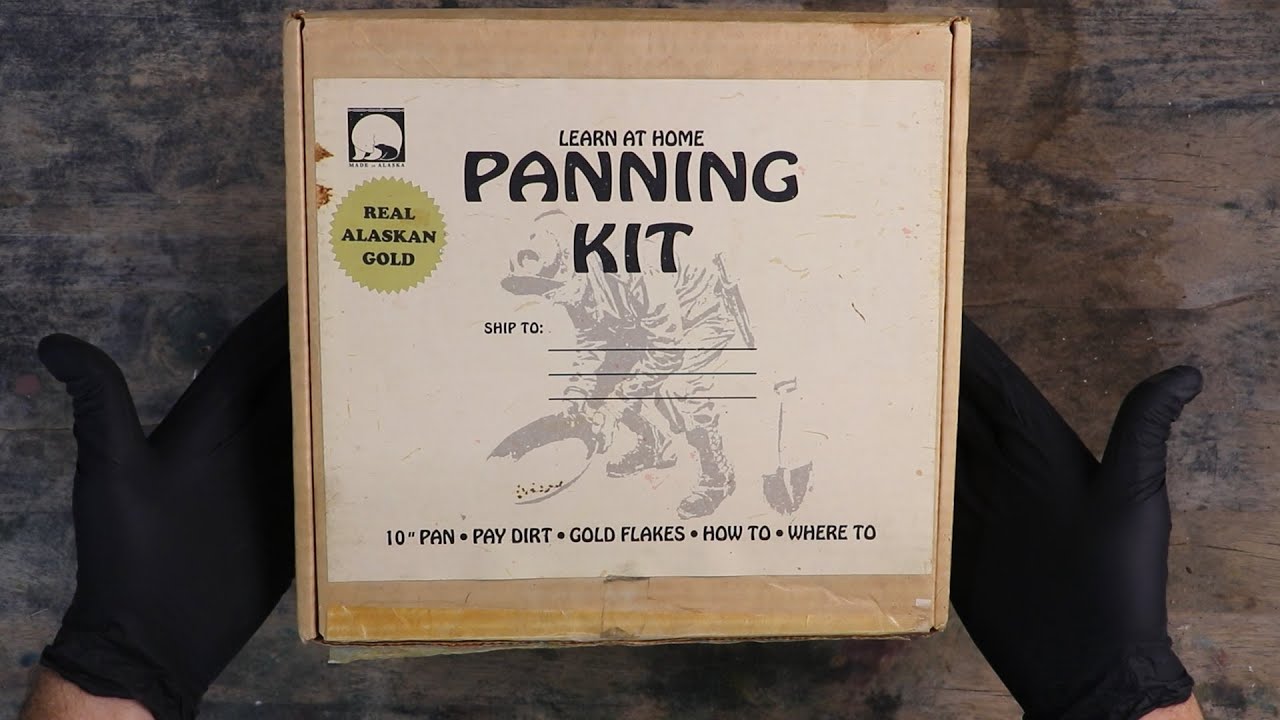 LEARN AT HOME
PANNING
KIT
MADE in ALASKA
REAL
ALASKAN
GOLD
SHIP TO:
10" PAN • PAY DIRT • GOLD FLAKES • HOW TO • WHERE TO